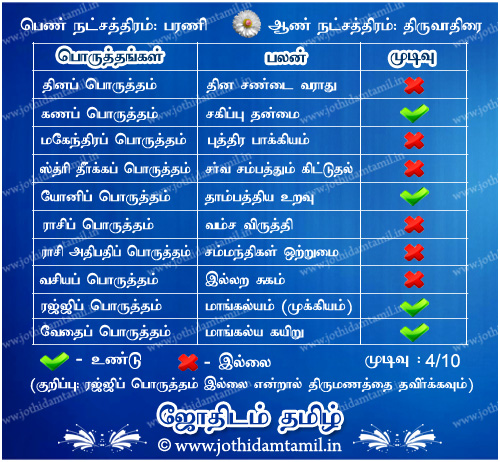 பெண் நட்சத்திரம்: பரணி ஆண் நட்சத்திரம்: திருவாதிரை
பொருத்தங்கள் பலன் முடிவு
தினப் பொருத்தம் தின சண்டை வராது
கணப் பொருத்தம் சகிப்பு தன்மை
மகேந்திரப் பொருத்தம் புத்திர பாக்கியம்
ஸ்தரீ தீர்க்கப் பொருத்தம் சர்வ சம்பத்தும் கிட்டுதல்
யோனிப் பொருத்தம் தாம்பத்திய உறவு
ராசிப் பொருத்தம் வம்ச விருத்தி
ராசி அதிபதிப் பொருத்தம் சம்மந்திகள் ஒற்றுமை
வசியப் பொருத்தம் இல்லற சுகம்
ரஜ்ஜிப் பொருத்தம் மாங்கல்யம் (முக்கியம்)
வேதைப் பொருத்தம் மாங்கல்ய கயிறு
- உண்டு - இல்லை முடிவு : 4/10
(குறிப்பு: ரஜ்ஜிப் பொருத்தம் இல்லை என்றால் திருமணத்தை தவிர்க்கவும்)
ஜோதிடம் தமிழ்
© www.jothidamtamil.in